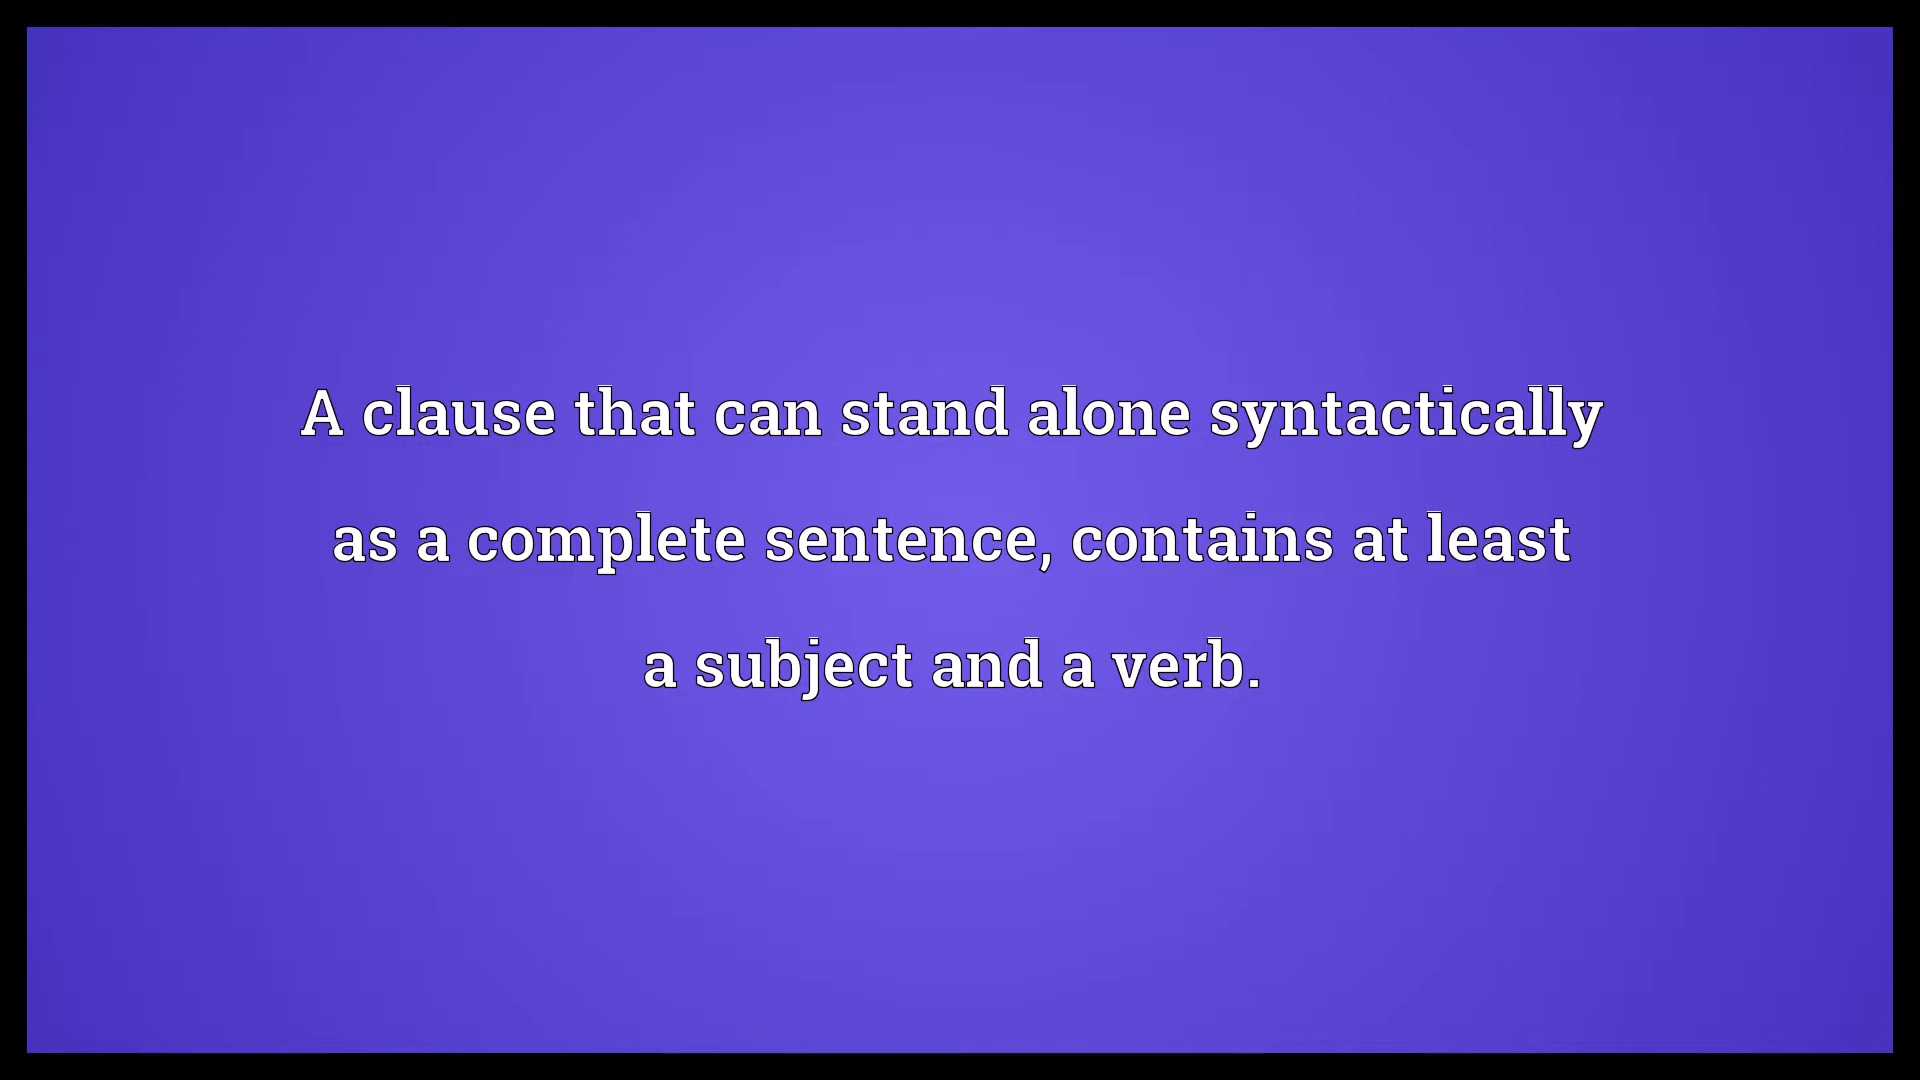 A clause that can stand alone syntactically
as a complete sentence, contains at least
a subject and a verb.